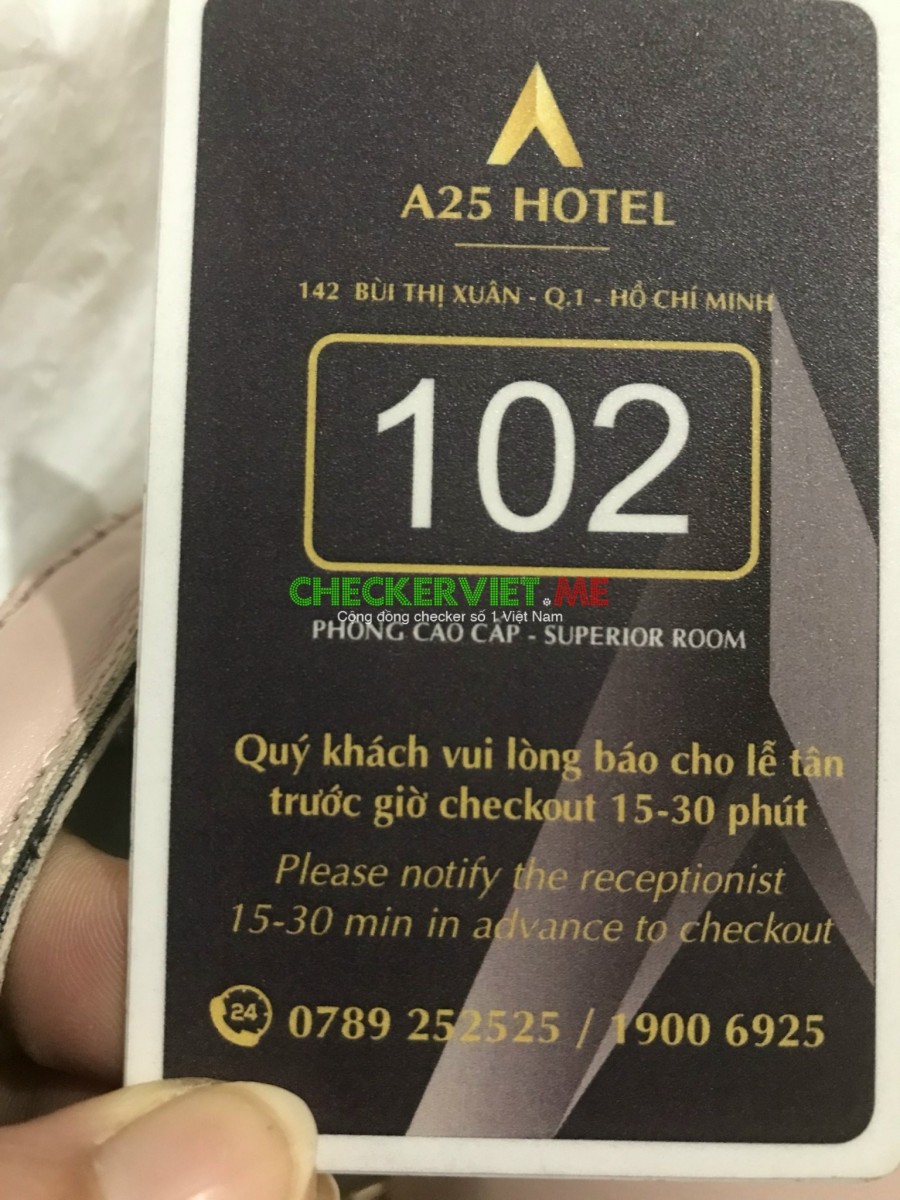 A25 HOTEL
142 BÙI THỊ XUÂN - Q.1 - HỒ CHÍ MINH
102
CHECKERVIET.ME
Cộng đồng checker số 1 Việt Nam
PHÒNG CAO CẤP - SUPERIOR ROOM
Quý khách vui lòng báo cho lễ tân
trước giờ checkout 15-30 phút
Please notify the receptionist
15-30 min in advance to checkout
24 0789 252525 / 1900 6925